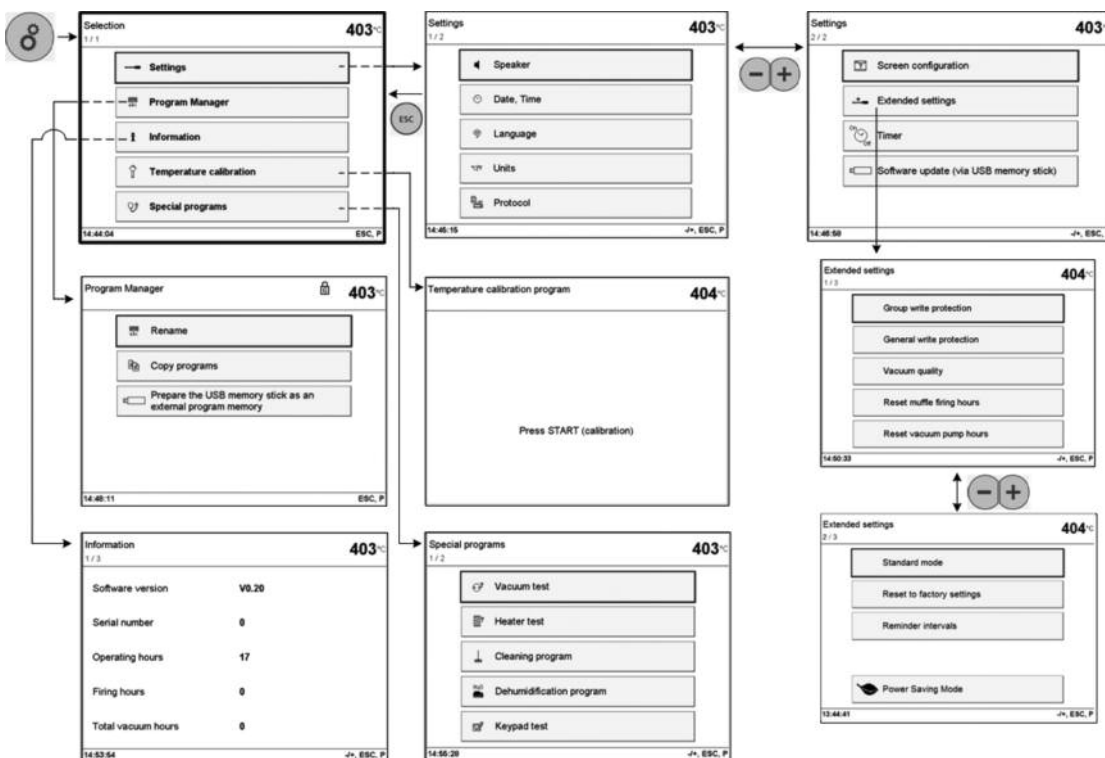 Selection
403°C
1 / 1
Settings
Program Manager
Information
Temperature calibration
Special programs
14:44:04
ESC, P
Settings
403°C
1 / 2
Speaker
Date, Time
Language
Units
Protocol
14:45:15
-/+, ESC, P
ESC
Settings
403
2 / 2
Screen configuration
Extended settings
On
Off
Timer
Software update (via USB memory stick)
14:46:50
-/+, ESC,
Program Manager
403°C
Rename
Copy programs
Prepare the USB memory stick as an
external program memory
14:48:11
ESC, P
Temperature calibration program
404°C
Press START (calibration)
Extended settings
404°C
1 / 3
Group write protection
General write protection
Vacuum quality
Reset muffle firing hours
Reset vacuum pump hours
14:50:33
-/+, ESC, P
Information
403°C
1 / 3
Software version V0.20
Serial number 0
Operating hours 17
Firing hours 0
Total vacuum hours 0
14:53:54
-/+, ESC, P
Special programs
403°C
1 / 2
Vacuum test
Heater test
Cleaning program
Dehumidification program
Keypad test
14:56:20
-/+, ESC, P
Extended settings
404°C
2 / 3
Standard mode
Reset to factory settings
Reminder intervals
Power Saving Mode
13:44:41
-/+, ESC, P